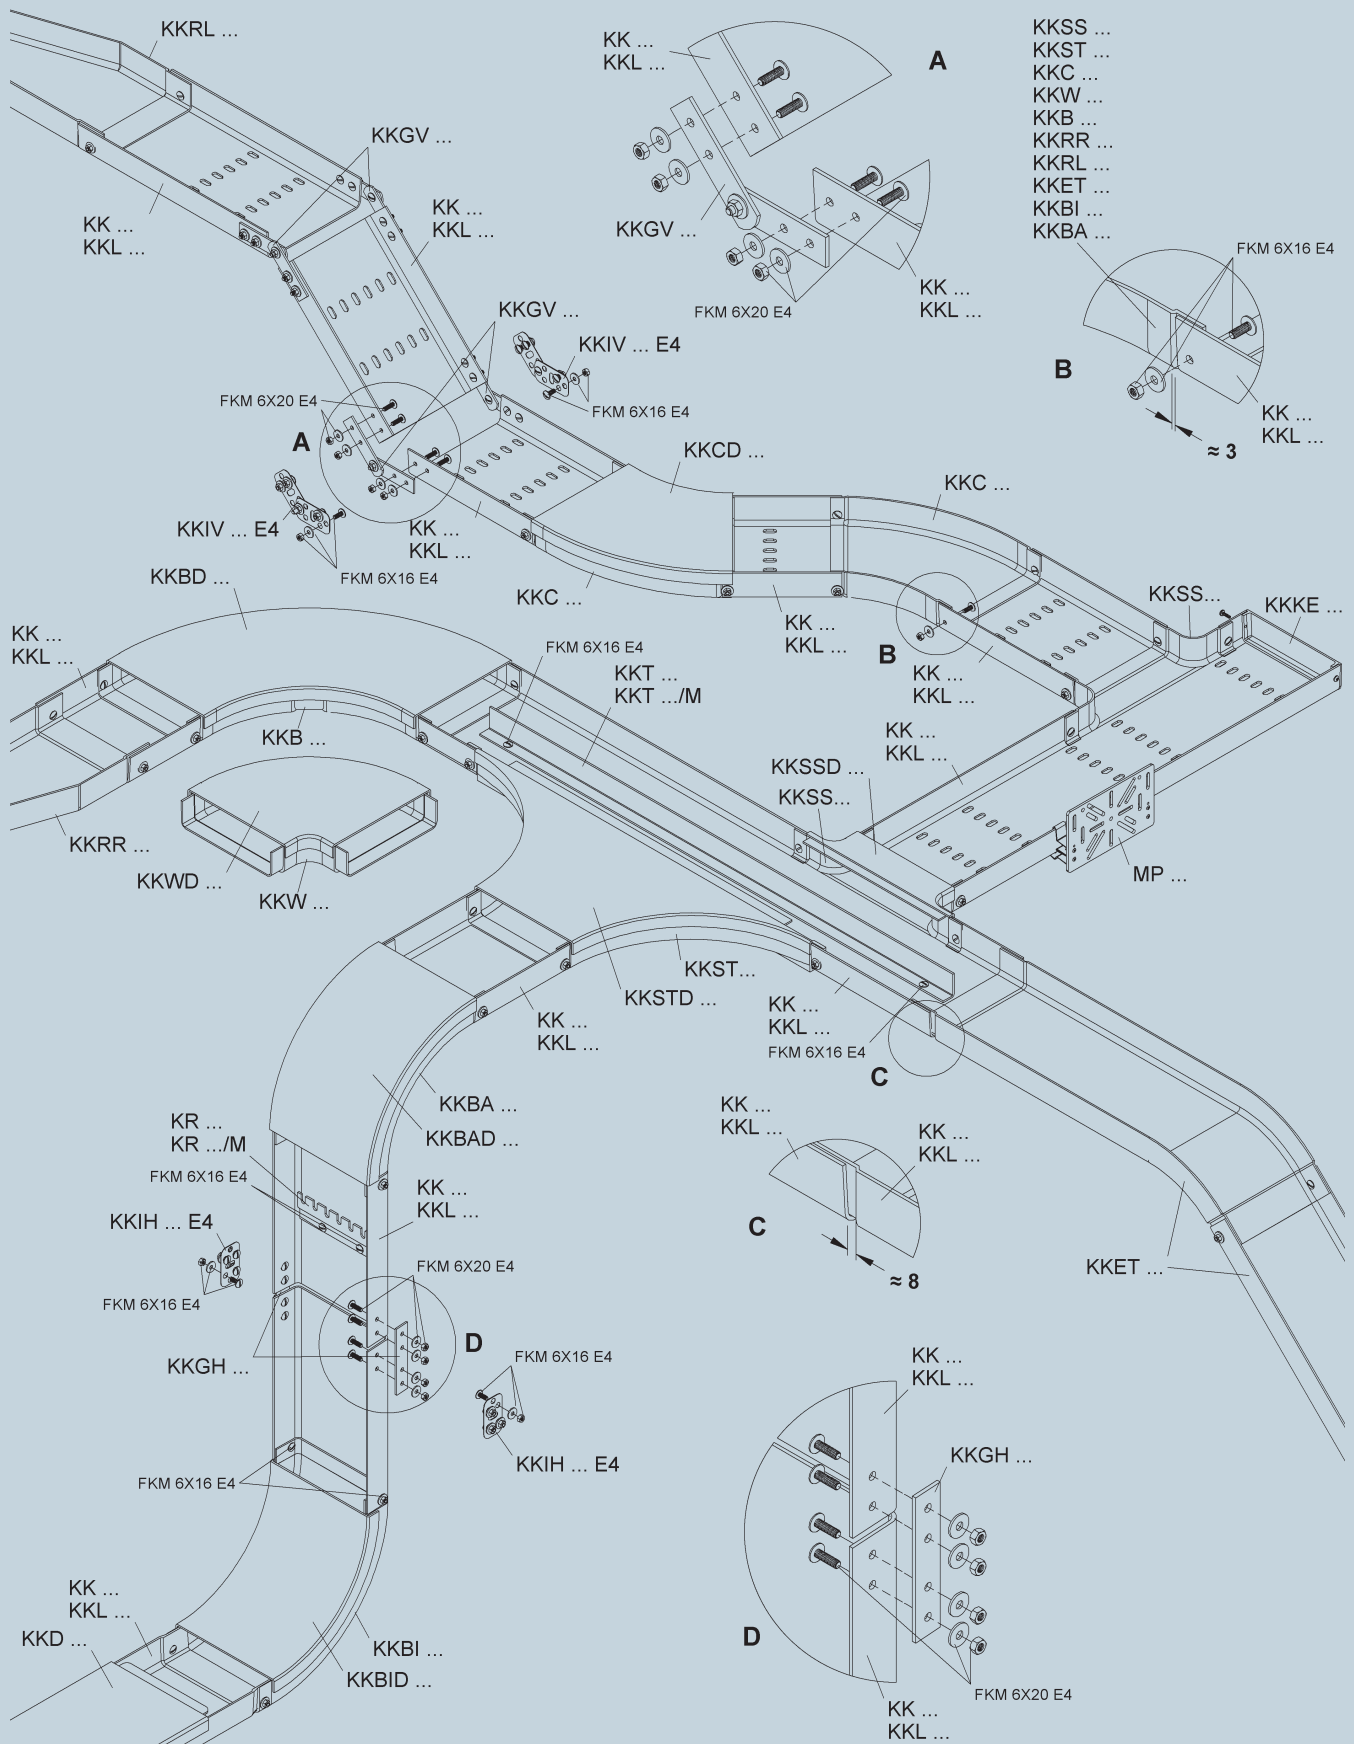 KKRL ...
KKGV ...
KK ...
KKL ...
KK ...
KKL ...
KK ...
KKL ...
A
KKGV ...
FKM 6X20 E4
KK ...
KKL ...
KKSS ...
KKST ...
KKC ...
KKW ...
KKB ...
KKRR ...
KKRL ...
KKET ...
KKBI ...
KKBA ...
FKM 6X16 E4
B
KK ...
KKL ...
≈ 3
KKGV ...
KKIV ... E4
FKM 6X16 E4
FKM 6X20 E4
A
KKCD ...
KKC ...
KKIV ... E4
KK ...
KKL ...
FKM 6X16 E4
KKC ...
KKBD ...
KKSS...
KKKE ...
KK ...
KKL ...
KK ...
KKL ...
B
KK ...
KKL ...
FKM 6X16 E4
KKT ...
KKT .../M
KKB ...
KK ...
KKL ...
KKSSD ...
KKSS...
KKRR ...
KKWD ...
KKW ...
MP ...
KKST...
KKSTD ...
KK ...
KKL ...
KK ...
KKL ...
FKM 6X16 E4
C
KKBA ...
KKBAD ...
KR ...
KR .../M
FKM 6X16 E4
KK ...
KKL ...
KK ...
KKL ...
KK ...
KKL ...
C
≈ 8
KKET ...
KKIH ... E4
FKM 6X16 E4
FKM 6X20 E4
D
KKGH ...
FKM 6X16 E4
KKIH ... E4
FKM 6X16 E4
KK ...
KKL ...
KKGH ...
D
FKM 6X20 E4
KK ...
KKL ...
KK ...
KKL ...
KKD ...
KKBI ...
KKBID ...